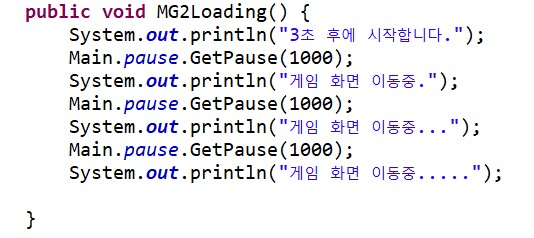 public void MG2Loading() {
    System.out.println("3초 후에 시작합니다.");
    Main.pause.GetPause(1000);
    System.out.println("게임 화면 이동중.");
    Main.pause.GetPause(1000);
    System.out.println("게임 화면 이동중...");
    Main.pause.GetPause(1000);
    System.out.println("게임 화면 이동중.....");
}